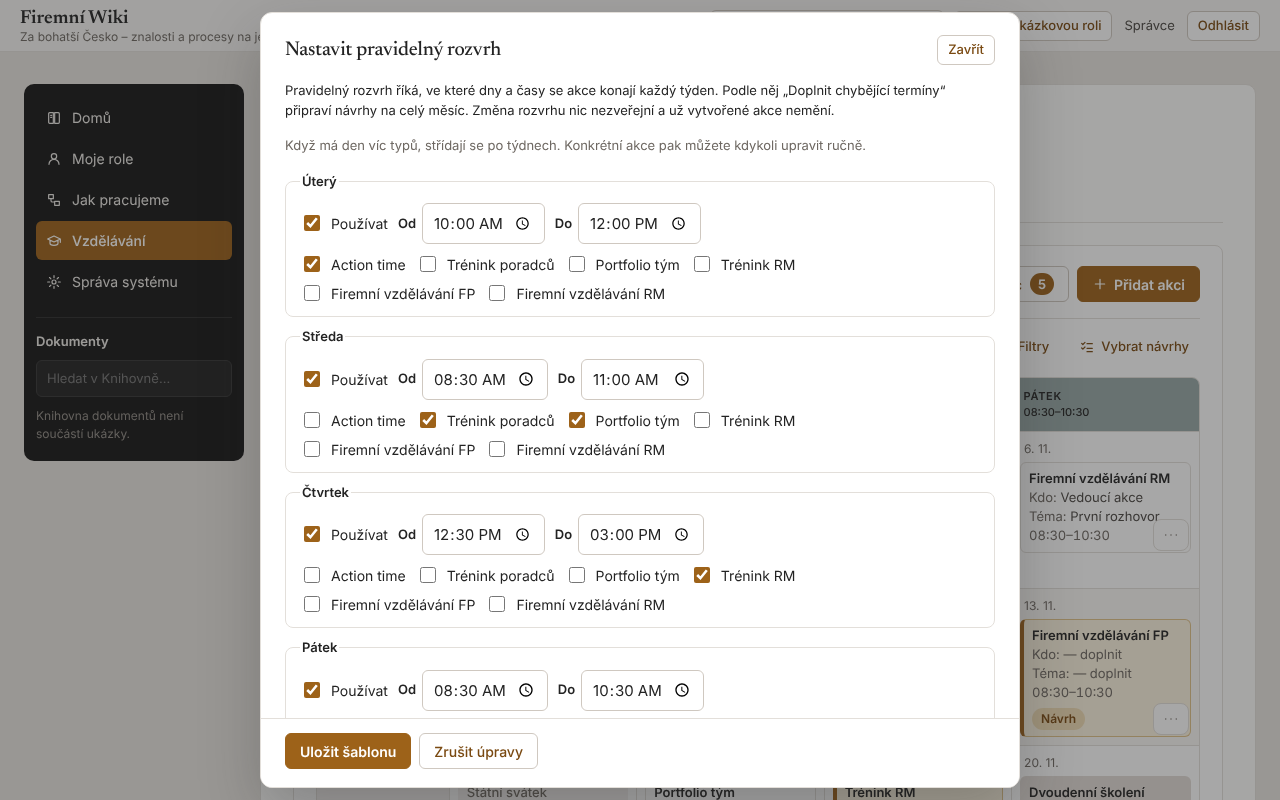 Firemní Wiki
Za bohatší Česko – znalosti a procesy na
kázkovou roli
Správce
Odhlásit
Domů
Moje role
Jak pracujeme
Vzdělávání
Správa systému
Dokumenty
Hledat v Knihovně…
Knihovna dokumentů není
součástí ukázky.
Nastavit pravidelný rozvrh
Zavřít
Pravidelný rozvrh říká, ve které dny a časy se akce konají každý týden. Podle něj „Doplnit chybějící termíny“
připraví návrhy na celý měsíc. Změna rozvrhu nic nezveřejní a už vytvořené akce nemění.
Když má den víc typů, střídají se po týdnech. Konkrétní akce pak můžete kdykoli upravit ručně.
Úterý
Používat Od 10:00 AM Do 12:00 PM
Action time Trénink poradců Portfolio tým Trénink RM
Firemní vzdělávání FP Firemní vzdělávání RM
Středa
Používat Od 08:30 AM Do 11:00 AM
Action time Trénink poradců Portfolio tým Trénink RM
Firemní vzdělávání FP Firemní vzdělávání RM
Čtvrtek
Používat Od 12:30 PM Do 03:00 PM
Action time Trénink poradců Portfolio tým Trénink RM
Firemní vzdělávání FP Firemní vzdělávání RM
Pátek
Používat Od 08:30 AM Do 10:30 AM
Uložit šablonu
Zrušit úpravy
5
+ Přidat akci
Filtry
Vybrat návrhy
PÁTEK
08:30–10:30
6. 11.
Firemní vzdělávání RM
Kdo: Vedoucí akce
Téma: První rozhovor
08:30–10:30
···
13. 11.
Firemní vzdělávání FP
Kdo: — doplnit
Téma: — doplnit
08:30–10:30
Návrh
···
20. 11.
Státní svátek
Portfolio tým
Trénink RM
Dvoudenní školení